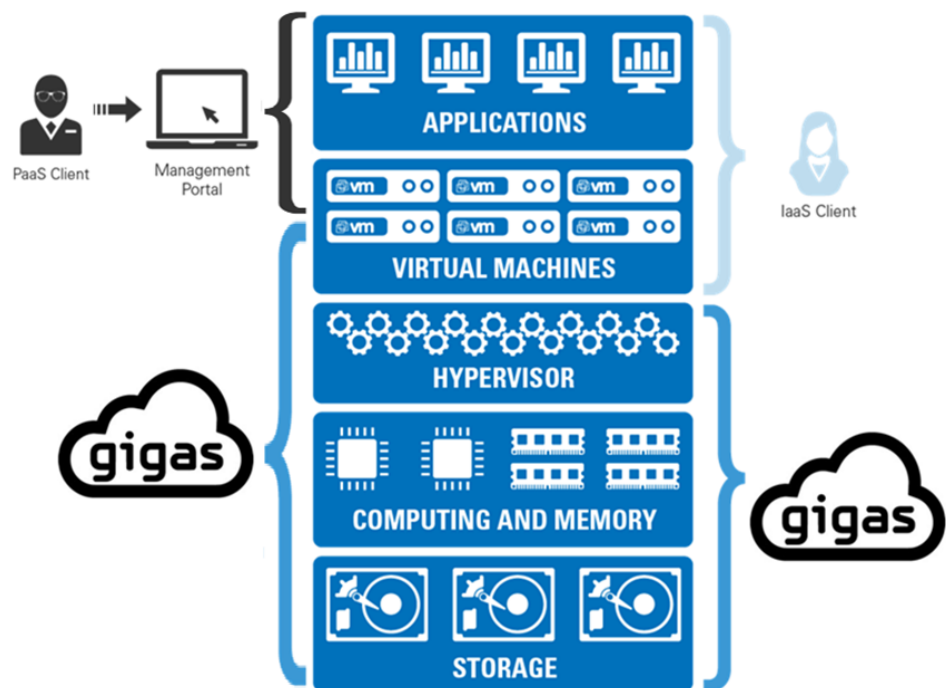 APPLICATIONS
PaaS Client
Management
Portal
IaaS Client
vm vm vm
vm vm vm
VIRTUAL MACHINES
HYPERVISOR
gigas
COMPUTING AND MEMORY
gigas
STORAGE